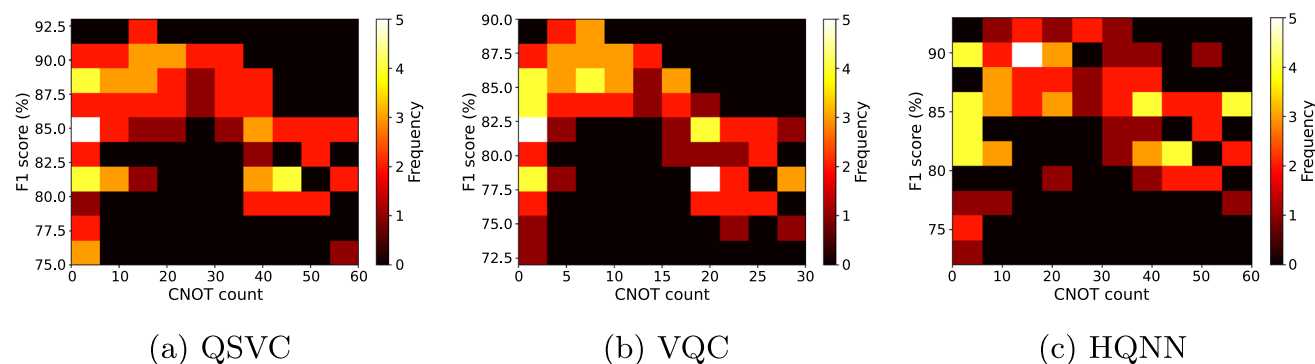 92.5
90.0
87.5
85.0
82.5
80.0
77.5
75.0
F1 score (%)
0 10 20 30 40 50 60
CNOT count
5
4
3
2
1
0
Frequency
90.0
87.5
85.0
82.5
80.0
77.5
75.0
72.5
F1 score (%)
0 5 10 15 20 25 30
CNOT count
5
4
3
2
1
0
Frequency
90
85
80
75
F1 score (%)
0 10 20 30 40 50 60
CNOT count
5
4
3
2
1
0
Frequency
(a) QSVC
(b) VQC
(c) HQNN